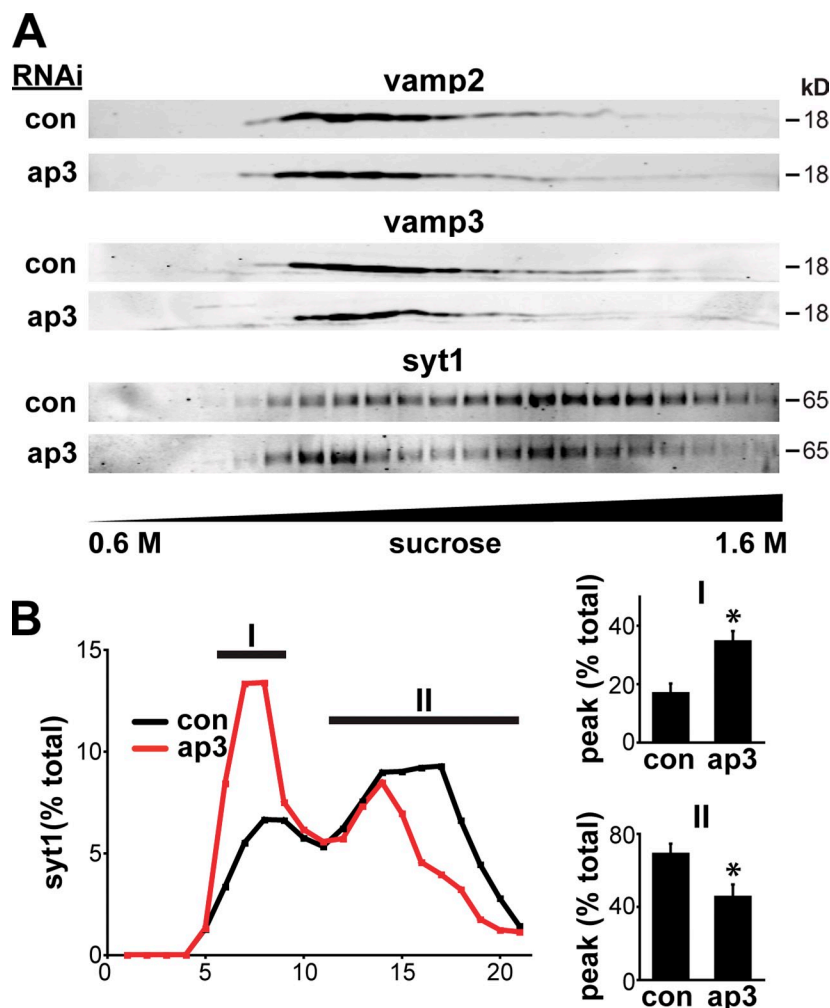 A
RNAi
vamp2
kD
con
-18
ap3
-18
vamp3
con
-18
ap3
-18
syt1
con
-65
ap3
-65
0.6 M
sucrose
1.6 M
B
syt1(% total)
15
10
5
0
0
5
10
15
20
I
II
con
ap3
I
peak (% total)
40
20
0
*
con
ap3
II
peak (% total)
80
40
0
*
con
ap3